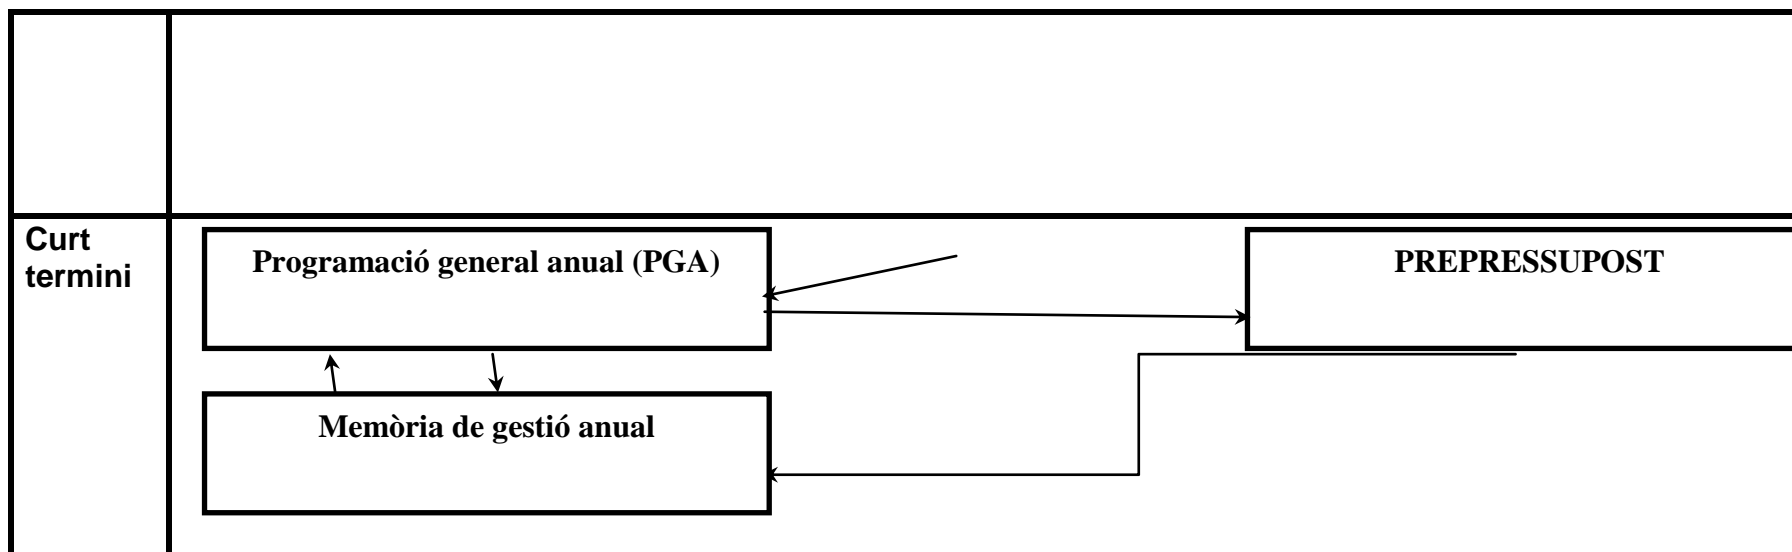 Curt
termini
Programació general anual (PGA)
PREPRESSUPOST
Memòria de gestió anual